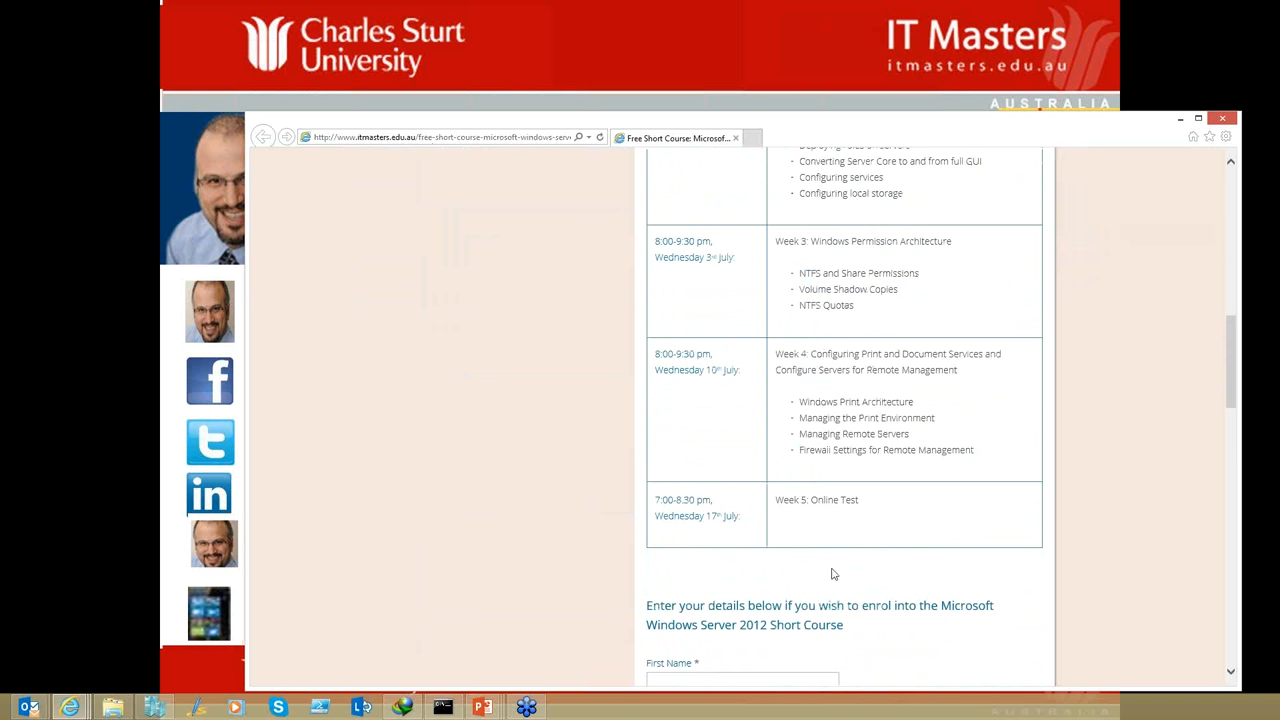 Charles Sturt
University
IT Masters
itmasters.edu.au
AUSTRALIA
http://www.itmasters.edu.au/free-short-course-microsoft-windows-serve
Free Short Course: Microsof...
- Converting Server Core to and from full GUI
- Configuring services
- Configuring local storage
8:00-9:30 pm,
Wednesday 3rd July:
Week 3: Windows Permission Architecture
- NTFS and Share Permissions
- Volume Shadow Copies
- NTFS Quotas
8:00-9:30 pm,
Wednesday 10th July:
Week 4: Configuring Print and Document Services and
Configure Servers for Remote Management
- Windows Print Architecture
- Managing the Print Environment
- Managing Remote Servers
- Firewall Settings for Remote Management
7:00-8.30 pm,
Wednesday 17th July:
Week 5: Online Test
Enter your details below if you wish to enrol into the Microsoft
Windows Server 2012 Short Course
First Name *